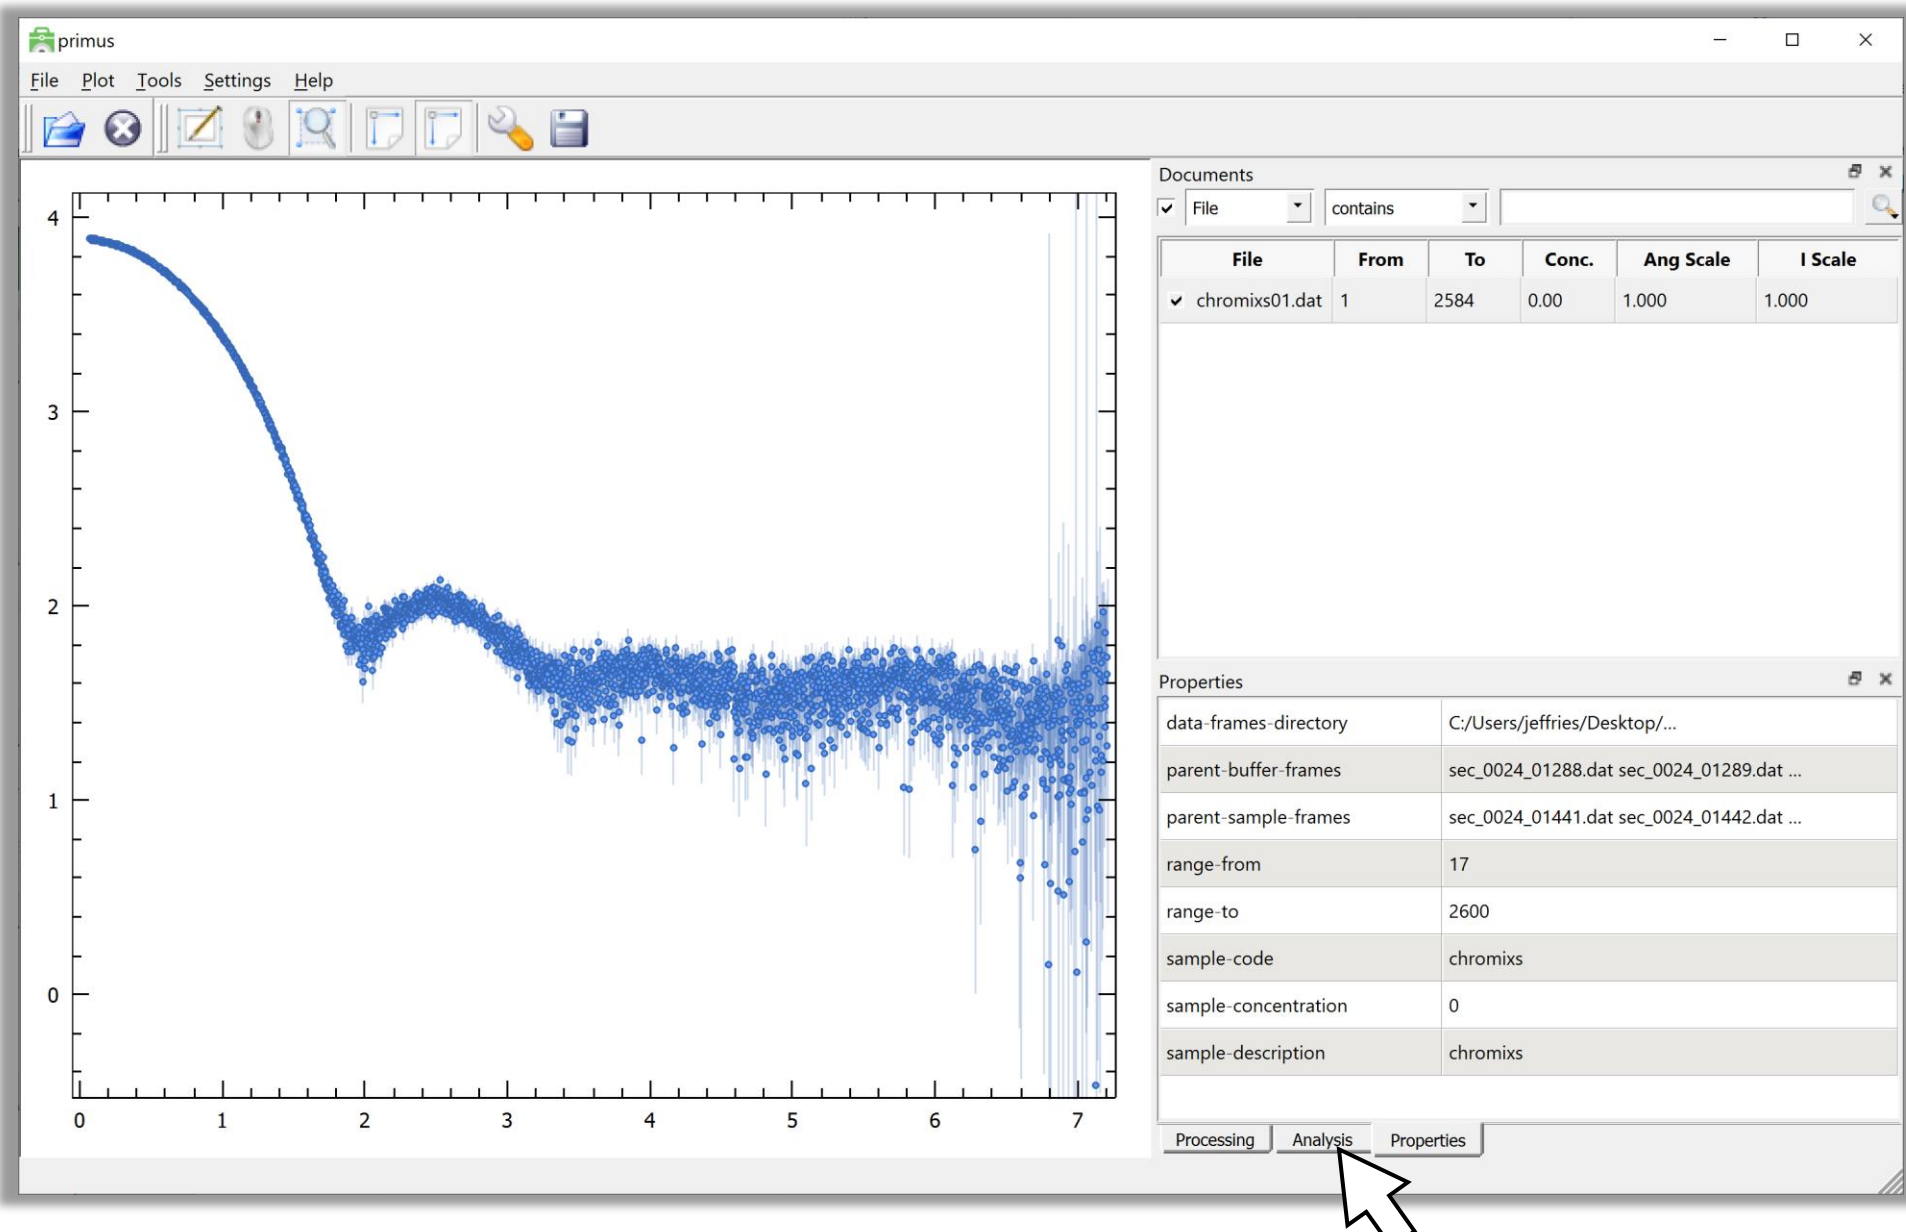 primus
File Plot Tools Settings Help
Documents
File contains
File From To Conc. Ang Scale I Scale
chromixs01.dat 1 2584 0.00 1.000 1.000
4
3
2
1
0
0 1 2 3 4 5 6 7
Properties
data-frames-directory C:/Users/jeffries/Desktop/...
parent-buffer-frames sec_0024_01288.dat sec_0024_01289.dat ...
parent-sample-frames sec_0024_01441.dat sec_0024_01442.dat ...
range-from 17
range-to 2600
sample-code chromixs
sample-concentration 0
sample-description chromixs
Processing Analysis Properties